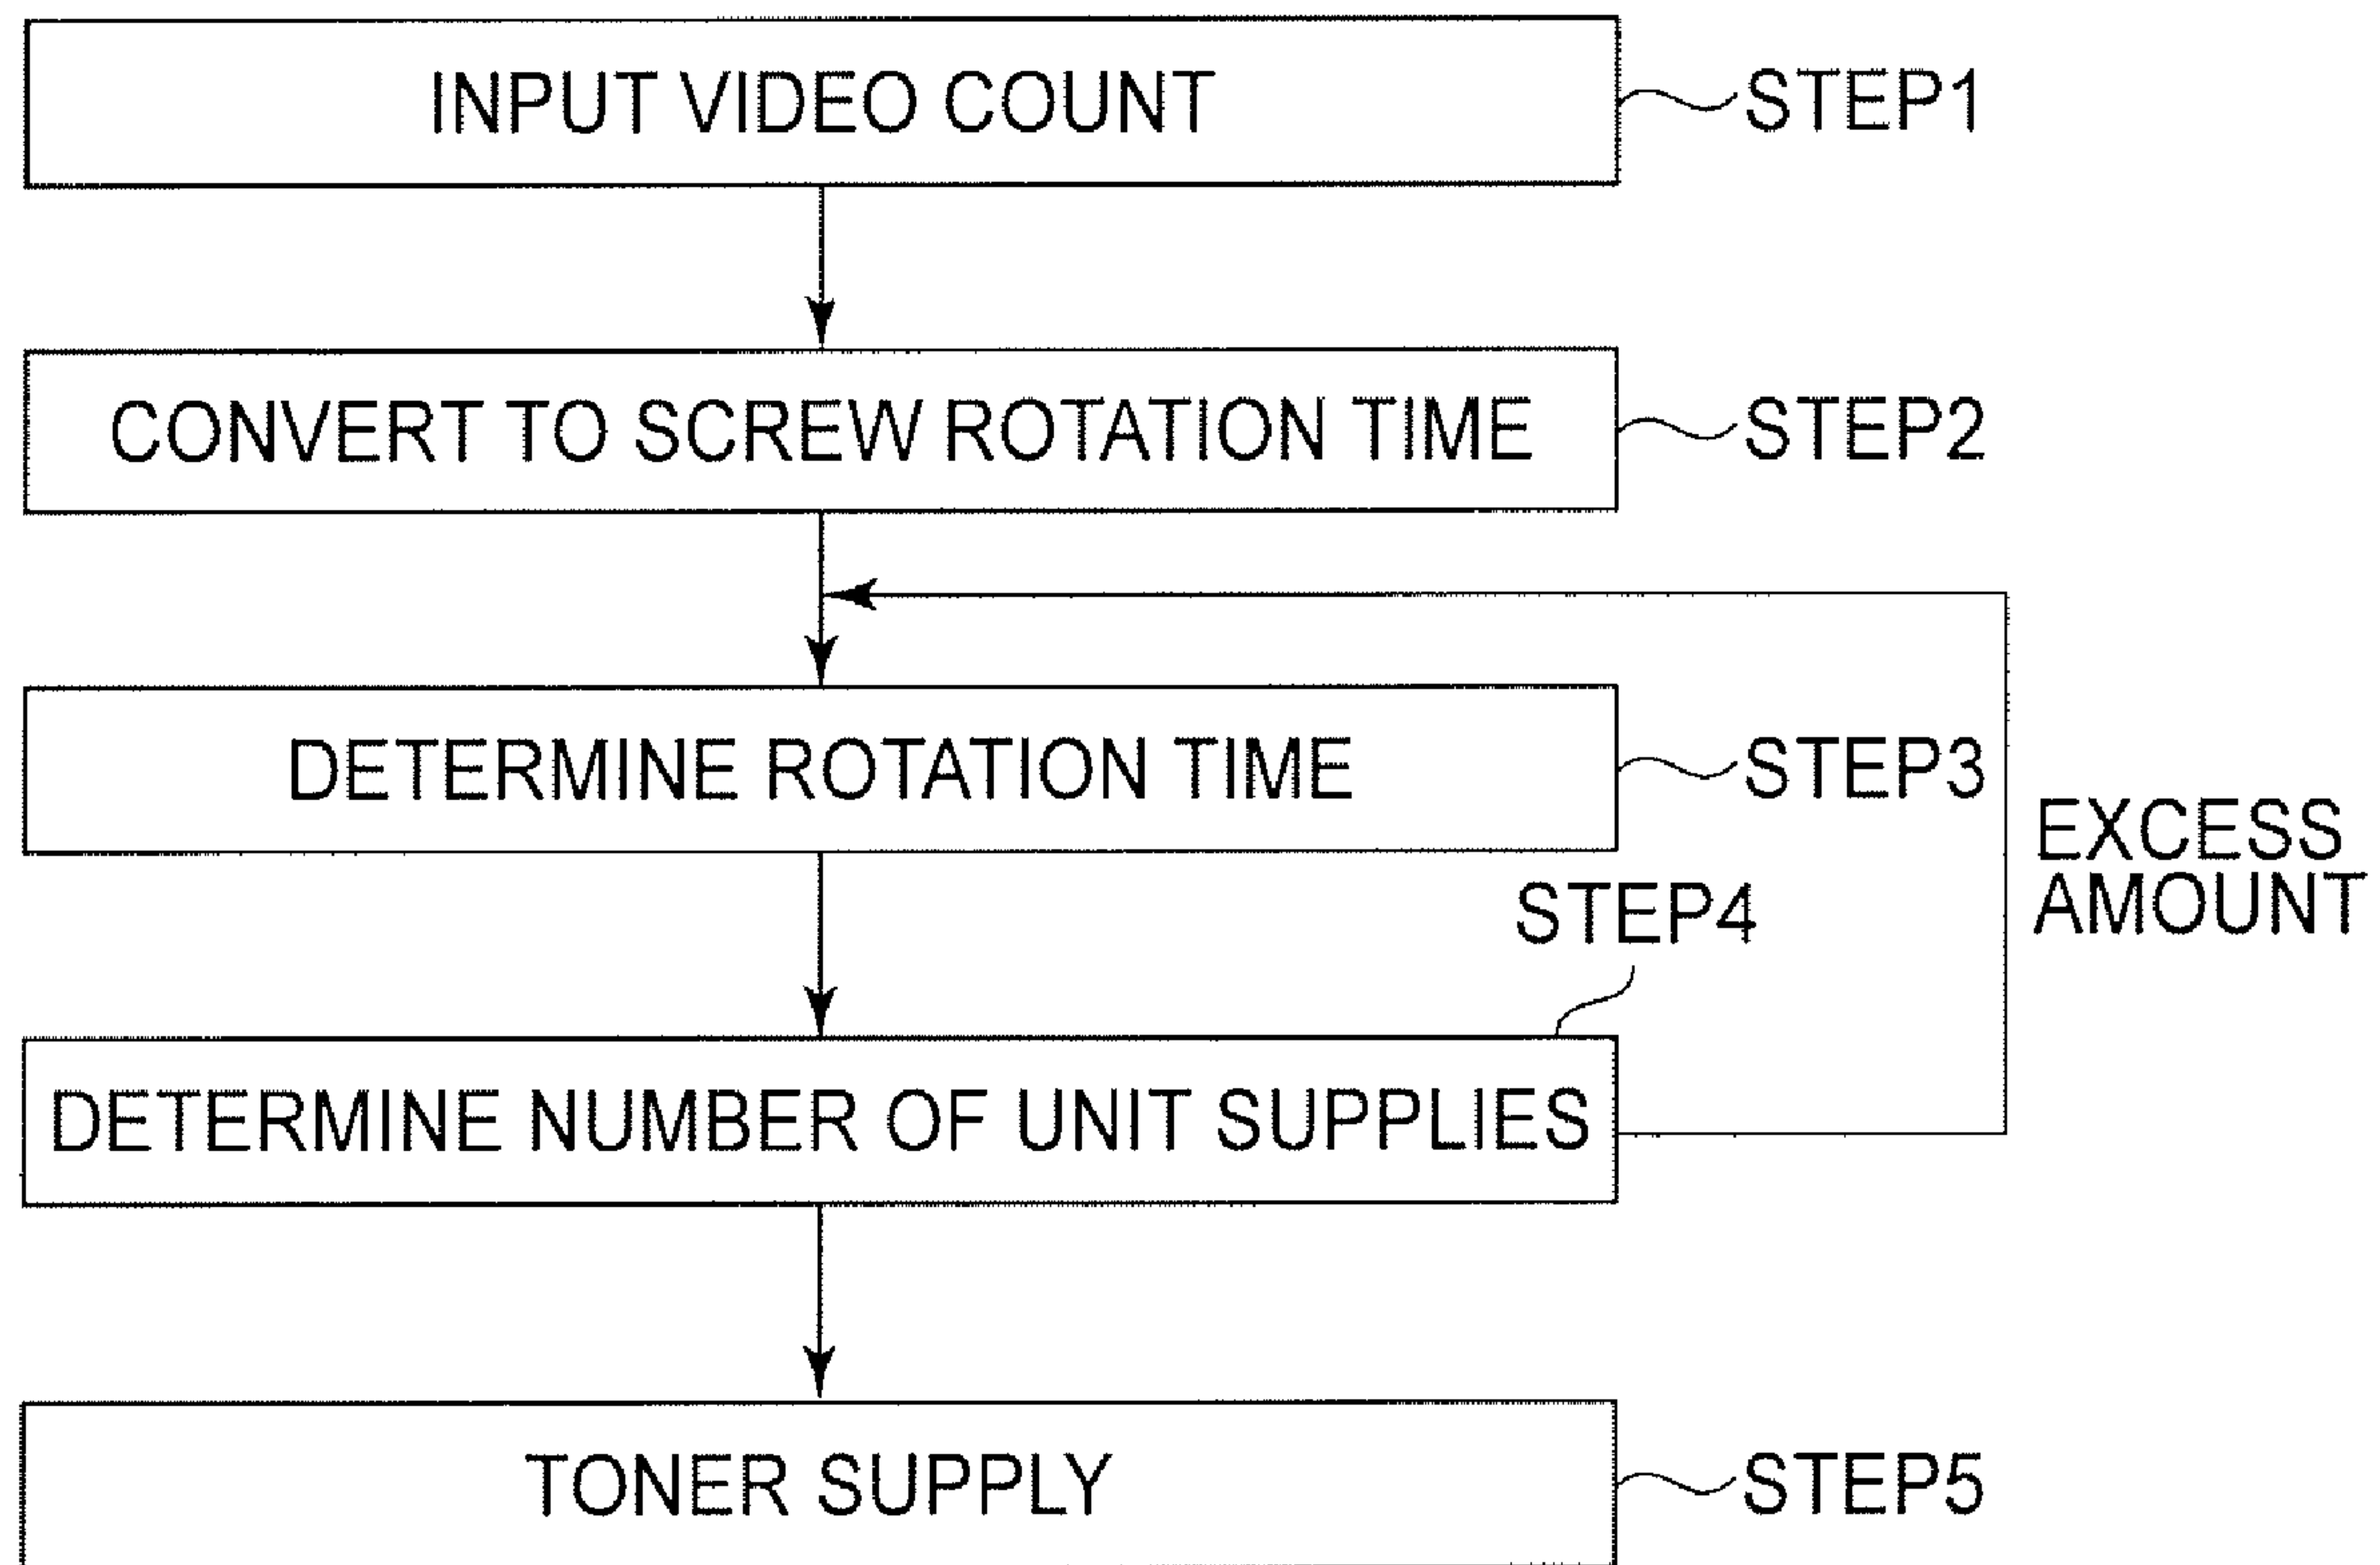 INPUT VIDEO COUNT
STEP1
CONVERT TO SCREW ROTATION TIME
STEP2
DETERMINE ROTATION TIME
STEP3
EXCESS
AMOUNT
STEP4
DETERMINE NUMBER OF UNIT SUPPLIES
TONER SUPPLY
STEP5